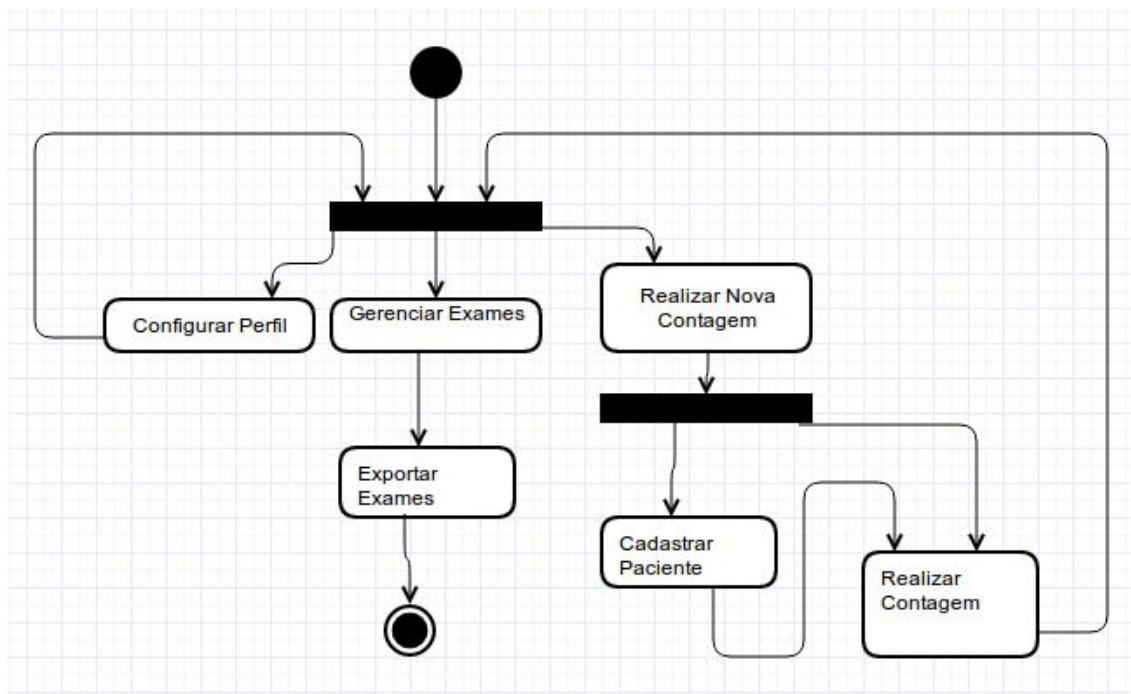 Configurar Perfil
Gerenciar Exames
Realizar Nova
Contagem
Exportar
Exames
Cadastrar
Paciente
Realizar
Contagem